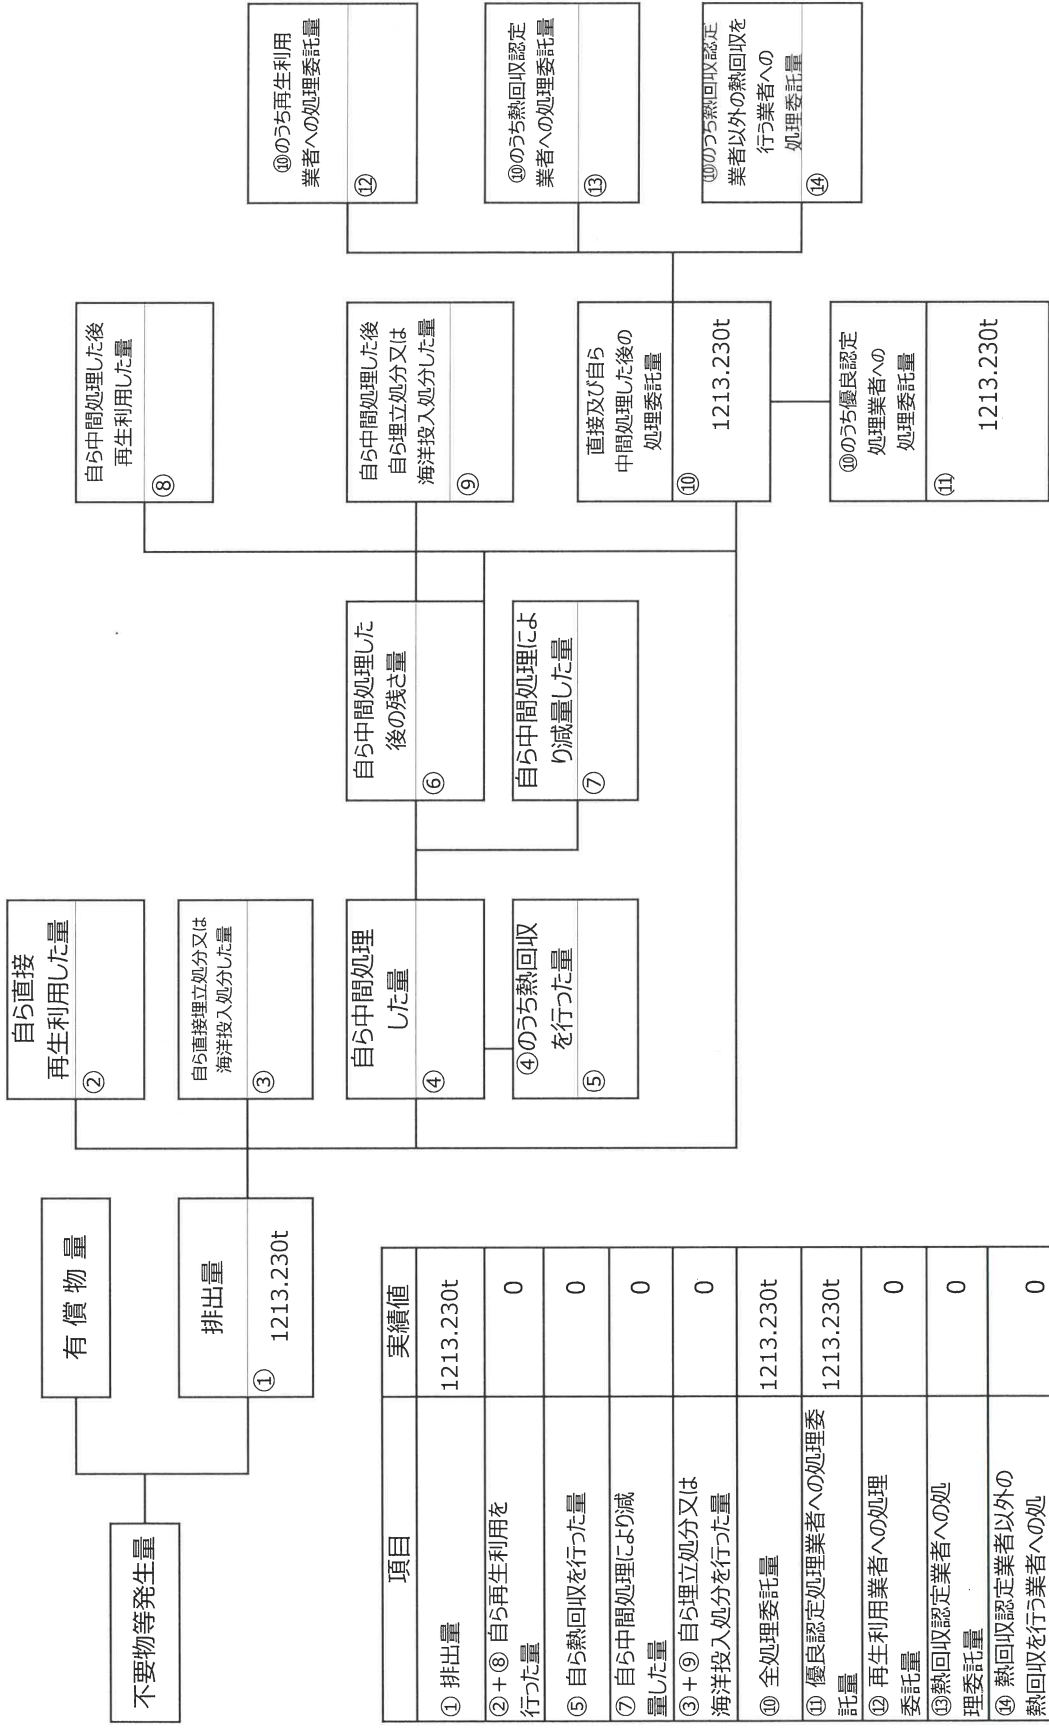 不要物等発生量
有 償 物 量
排出量
①
1213.230t
自ら直接
再生利用した量
②
自ら直接埋立処分又は
海洋投入処分した量
③
自ら中間処理
した量
④
④のうち熱回収
を行った量
⑤
自ら中間処理した
後の残さ量
⑥
自ら中間処理によ
り減量した量
⑦
自ら中間処理した後
再生利用した量
⑧
自ら中間処理した後
自ら埋立処分又は
海洋投入処分した量
⑨
直接及び自ら
中間処理した後の
処理委託量
⑩
1213.230t
⑩のうち優良認定
処理業者への
処理委託量
⑪
1213.230t
⑩のうち再生利用
業者への処理委託量
⑫
⑩のうち熱回収認定
業者への処理委託量
⑬
⑩のうち熱回収認定
業者以外の熱回収を
行う業者への
処理委託量
⑭
項目 実績値
① 排出量 1213.230t
②+⑧ 自ら再生利用を
行った量 0
⑤ 自ら熱回収を行った量 0
⑦ 自ら中間処理により減
量した量 0
③+⑨ 自ら埋立処分又は
海洋投入処分を行った量 0
⑩ 全処理委託量 1213.230t
⑪ 優良認定処理業者への処理委
託量 1213.230t
⑫ 再生利用業者への処理
委託量 0
⑬熱回収認定業者への処
理委託量 0
⑭ 熱回収認定業者以外の
熱回収を行う業者への処 0